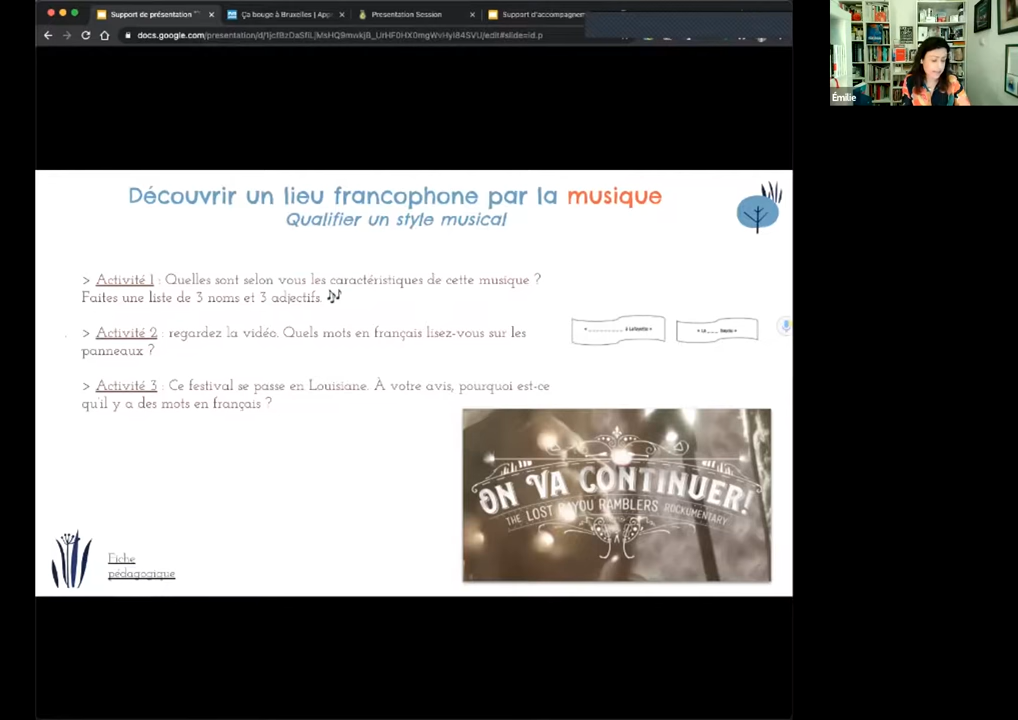 Support de présentation
Ça bouge à Bruxelles | App
Presentation Session
Support d'accompagnemen
Émilie
Découvrir un lieu francophone par la musique
Qualifier un style musical
> Activité 1 : Quelles sont selon vous les caractéristiques de cette musique ?
Faites une liste de 3 noms et 3 adjectifs. 🎶
> Activité 2 : regardez la vidéo. Quels mots en français lisez-vous sur les
panneaux ?
> Activité 3 : Ce festival se passe en Louisiane. À votre avis, pourquoi est-ce
qu'il y a des mots en français ?
ON VA CONTINUER!
THE LOST BAYOU RAMBLERS ROCKUMENTARY
Fiche
pédagogique